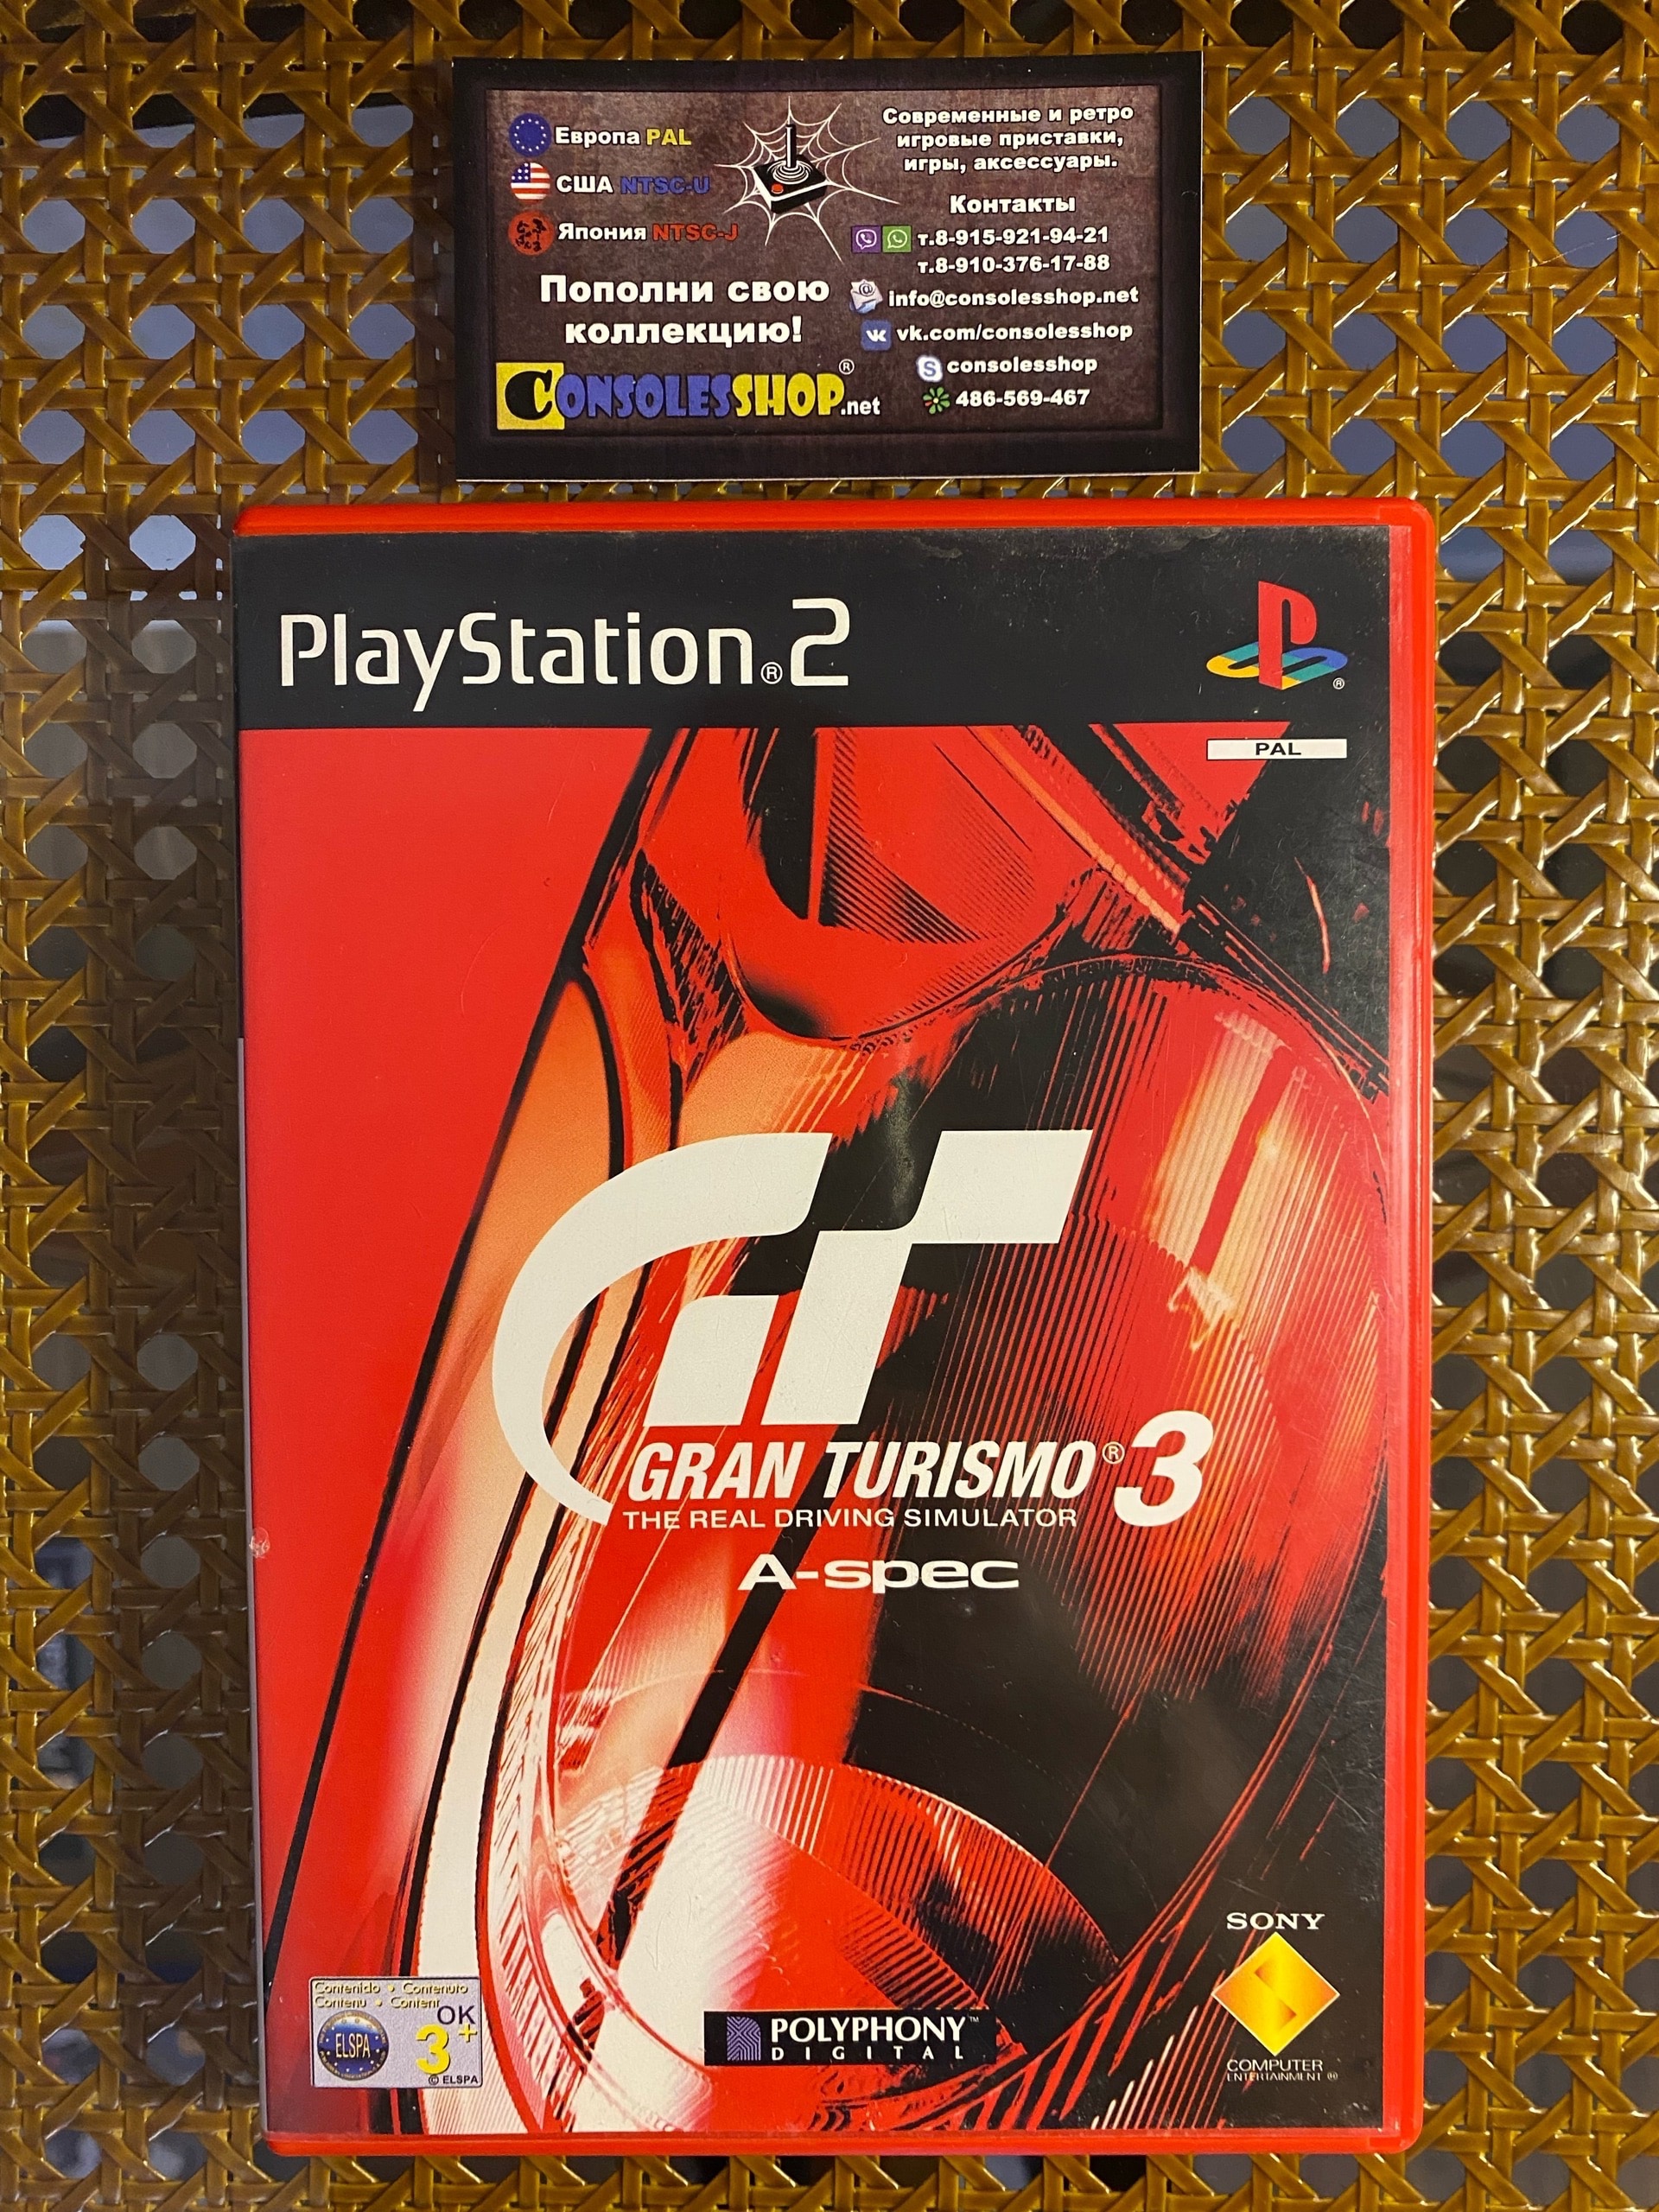 Европа PAL
США NTSC-U
Япония NTSC-J
Пополни свою
коллекцию!
CONSOLESSHOP®.net
Современные и ретро
игровые приставки,
игры, аксессуары.
Контакты
т.8-915-921-94-21
т.8-910-376-17-88
info@consolesshop.net
vk.com/consolesshop
consolesshop
486-569-467
PlayStation®2
®
PAL
GT
GRAN TURISMO®3
THE REAL DRIVING SIMULATOR
A-spec
Contenido • Contenuto
Contenu • Content
OK
ELSPA
3+
© ELSPA
POLYPHONY™
DIGITAL
SONY
COMPUTER
ENTERTAINMENT ®